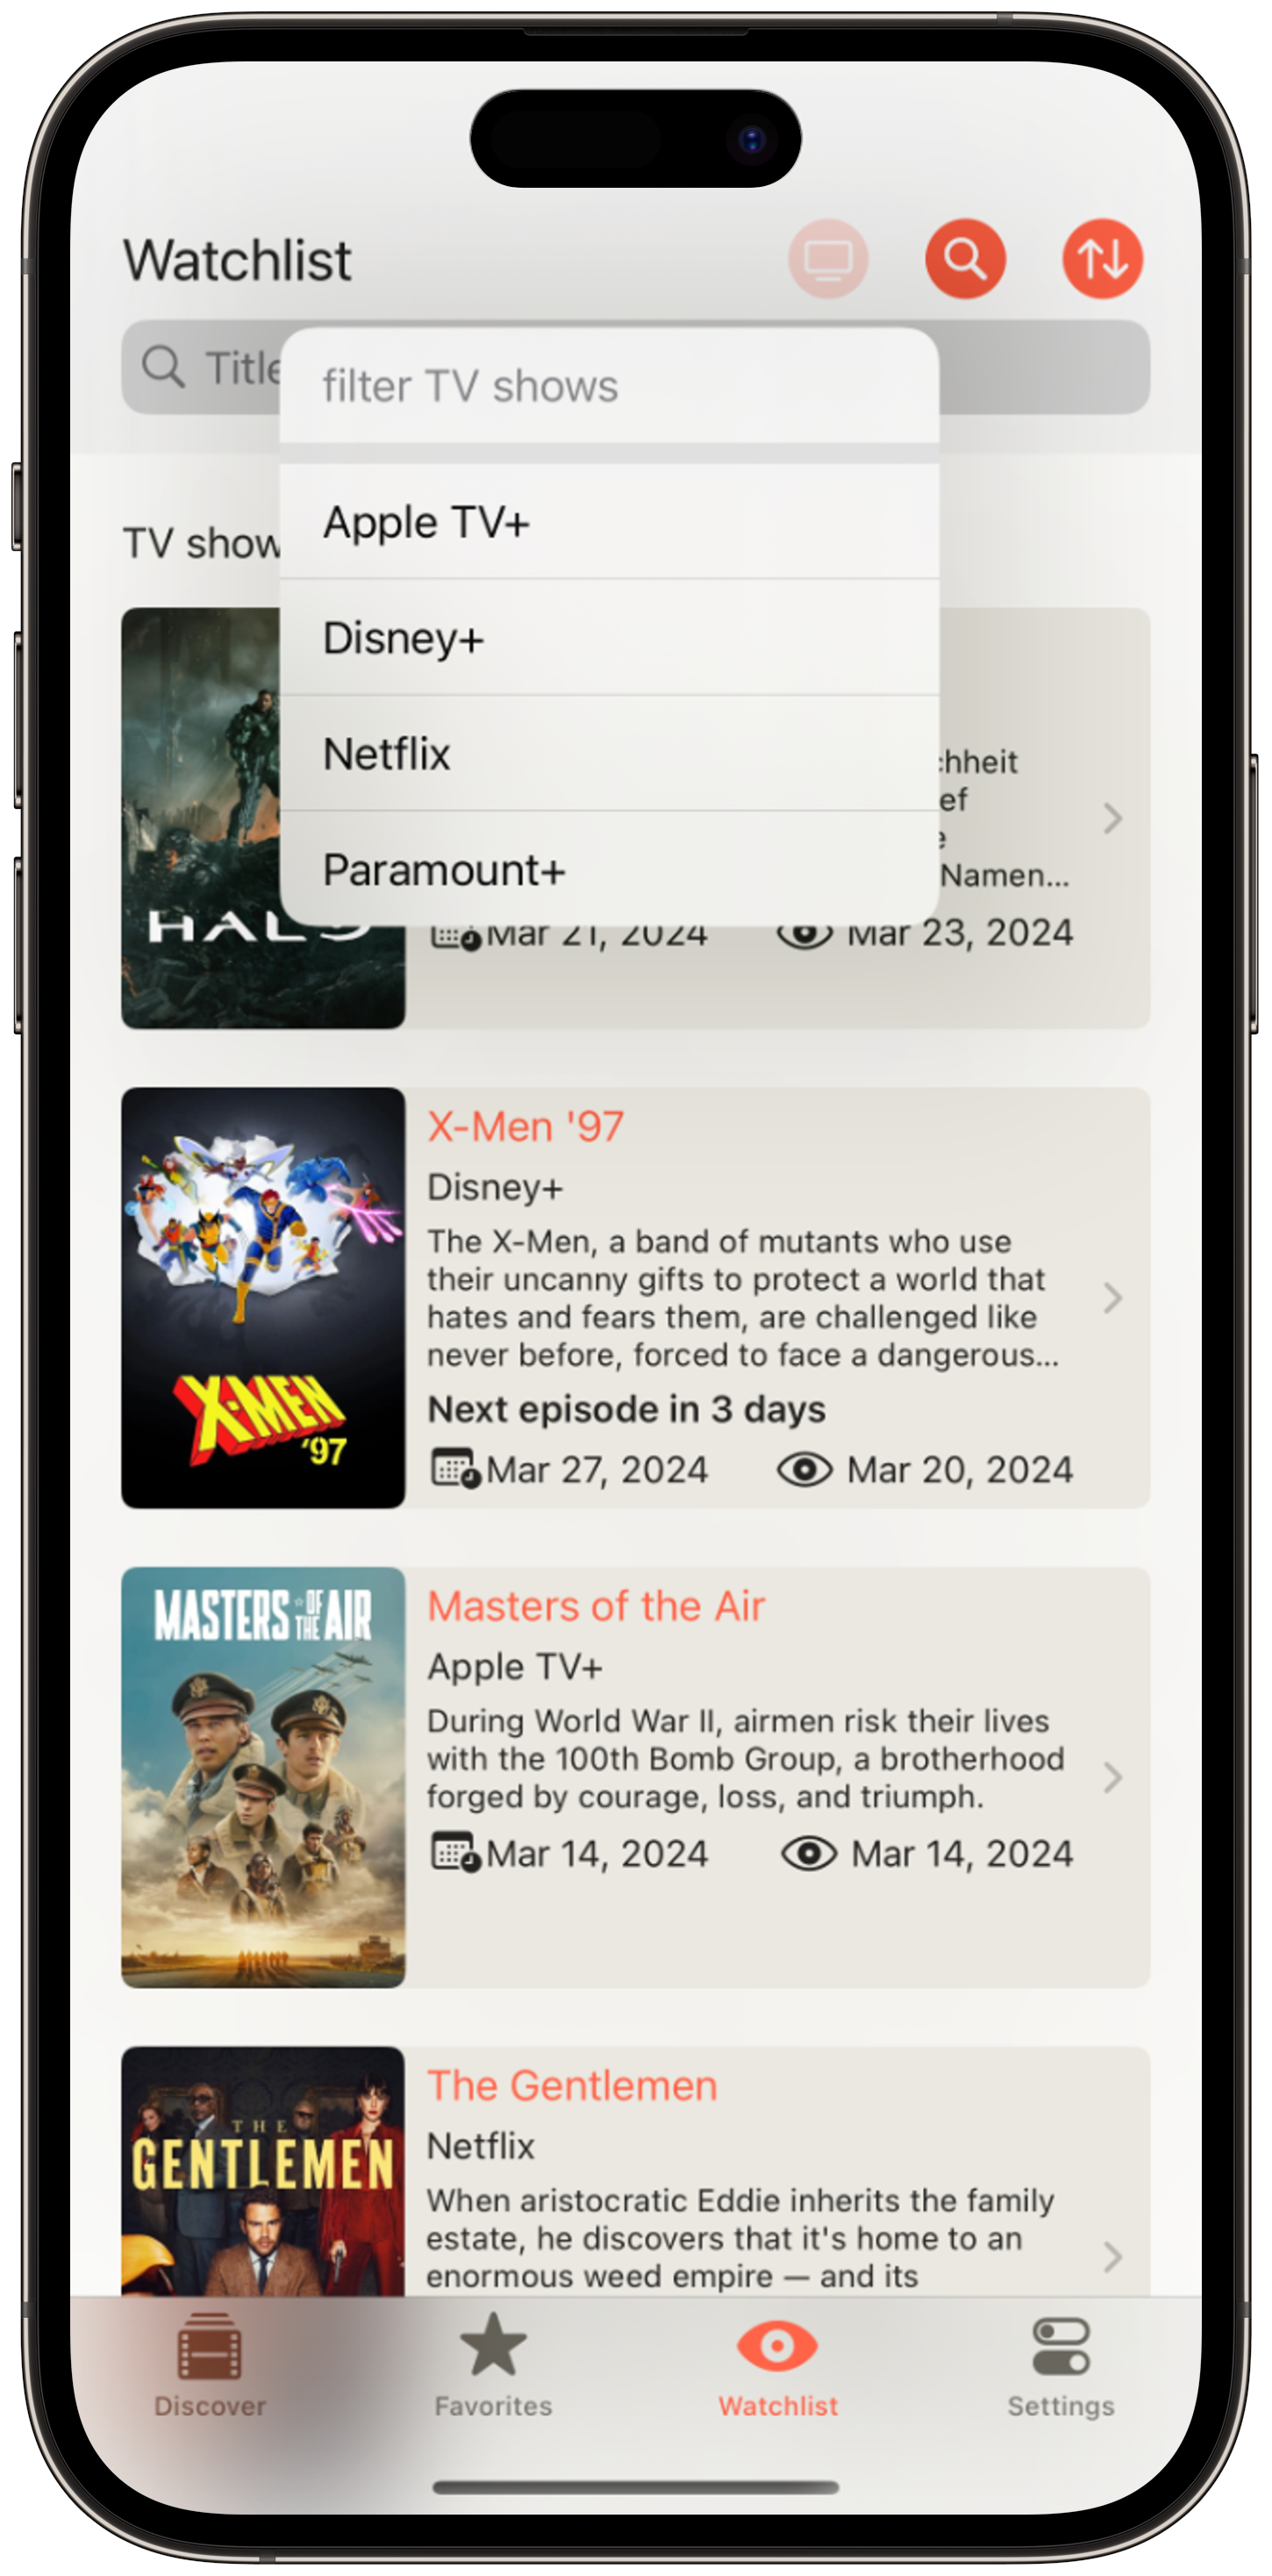 Watchlist
Title
filter TV shows
Apple TV+
Disney+
Netflix
Paramount+
TV show
HALO
Namen...
Mar 21, 2024 Mar 23, 2024
X-Men '97
Disney+
The X-Men, a band of mutants who use
their uncanny gifts to protect a world that
hates and fears them, are challenged like
never before, forced to face a dangerous...
Next episode in 3 days
Mar 27, 2024 Mar 20, 2024
X-MEN
'97
MASTERS OF THE AIR
Masters of the Air
Apple TV+
During World War II, airmen risk their lives
with the 100th Bomb Group, a brotherhood
forged by courage, loss, and triumph.
Mar 14, 2024 Mar 14, 2024
THE
GENTLEMEN
The Gentlemen
Netflix
When aristocratic Eddie inherits the family
estate, he discovers that it's home to an
enormous weed empire — and its
Discover Favorites Watchlist Settings